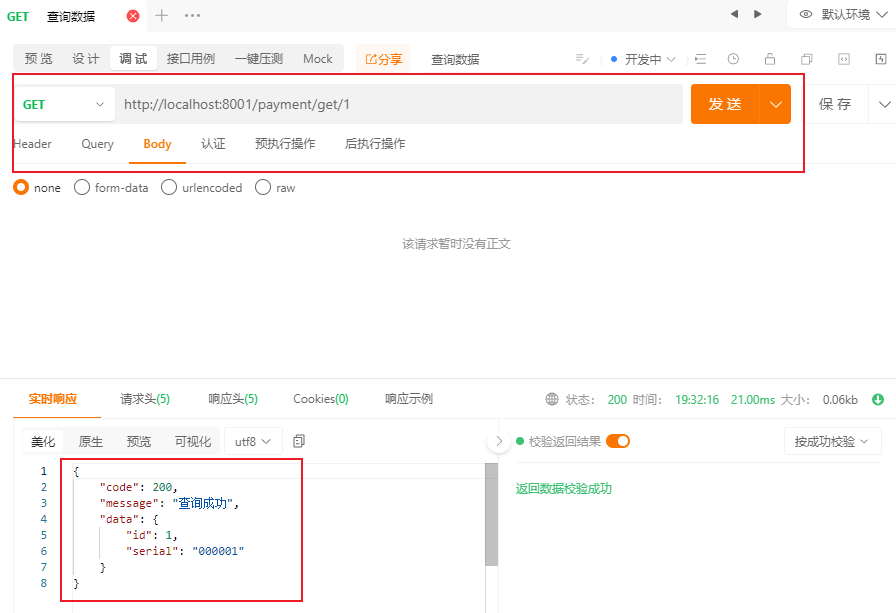 GET 查询数据
默认环境
预 览 设 计 调 试 接口用例 一键压测 Mock 分享 查询数据 开发中
GET http://localhost:8001/payment/get/1 发 送 保 存
Header Query Body 认证 预执行操作 后执行操作
none form-data urlencoded raw
该请求暂时没有正文
实时响应 请求头(5) 响应头(5) Cookies(0) 响应示例 状态: 200 时间: 19:32:16 21.00ms 大小: 0.06kb
美化 原生 预览 可视化 utf8 校验返回结果 按成功校验
1 {
2 "code": 200,
3 "message": "查询成功",
4 "data": {
5 "id": 1,
6 "serial": "000001"
7 }
8 }
返回数据校验成功